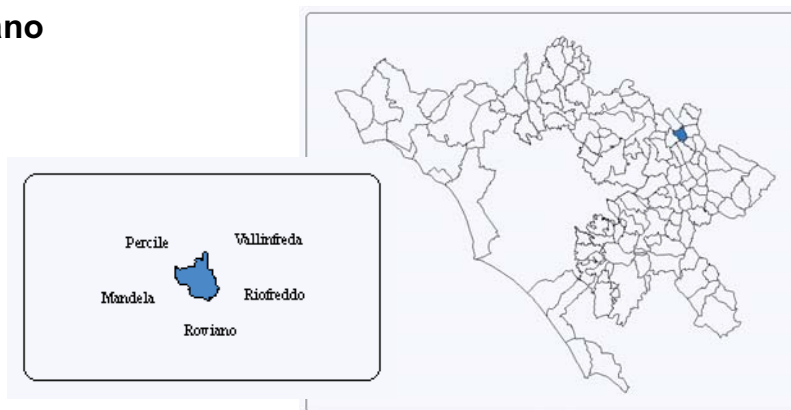 ano
Percile
Vallinfreda
Mandela
Riofreddo
Roviano